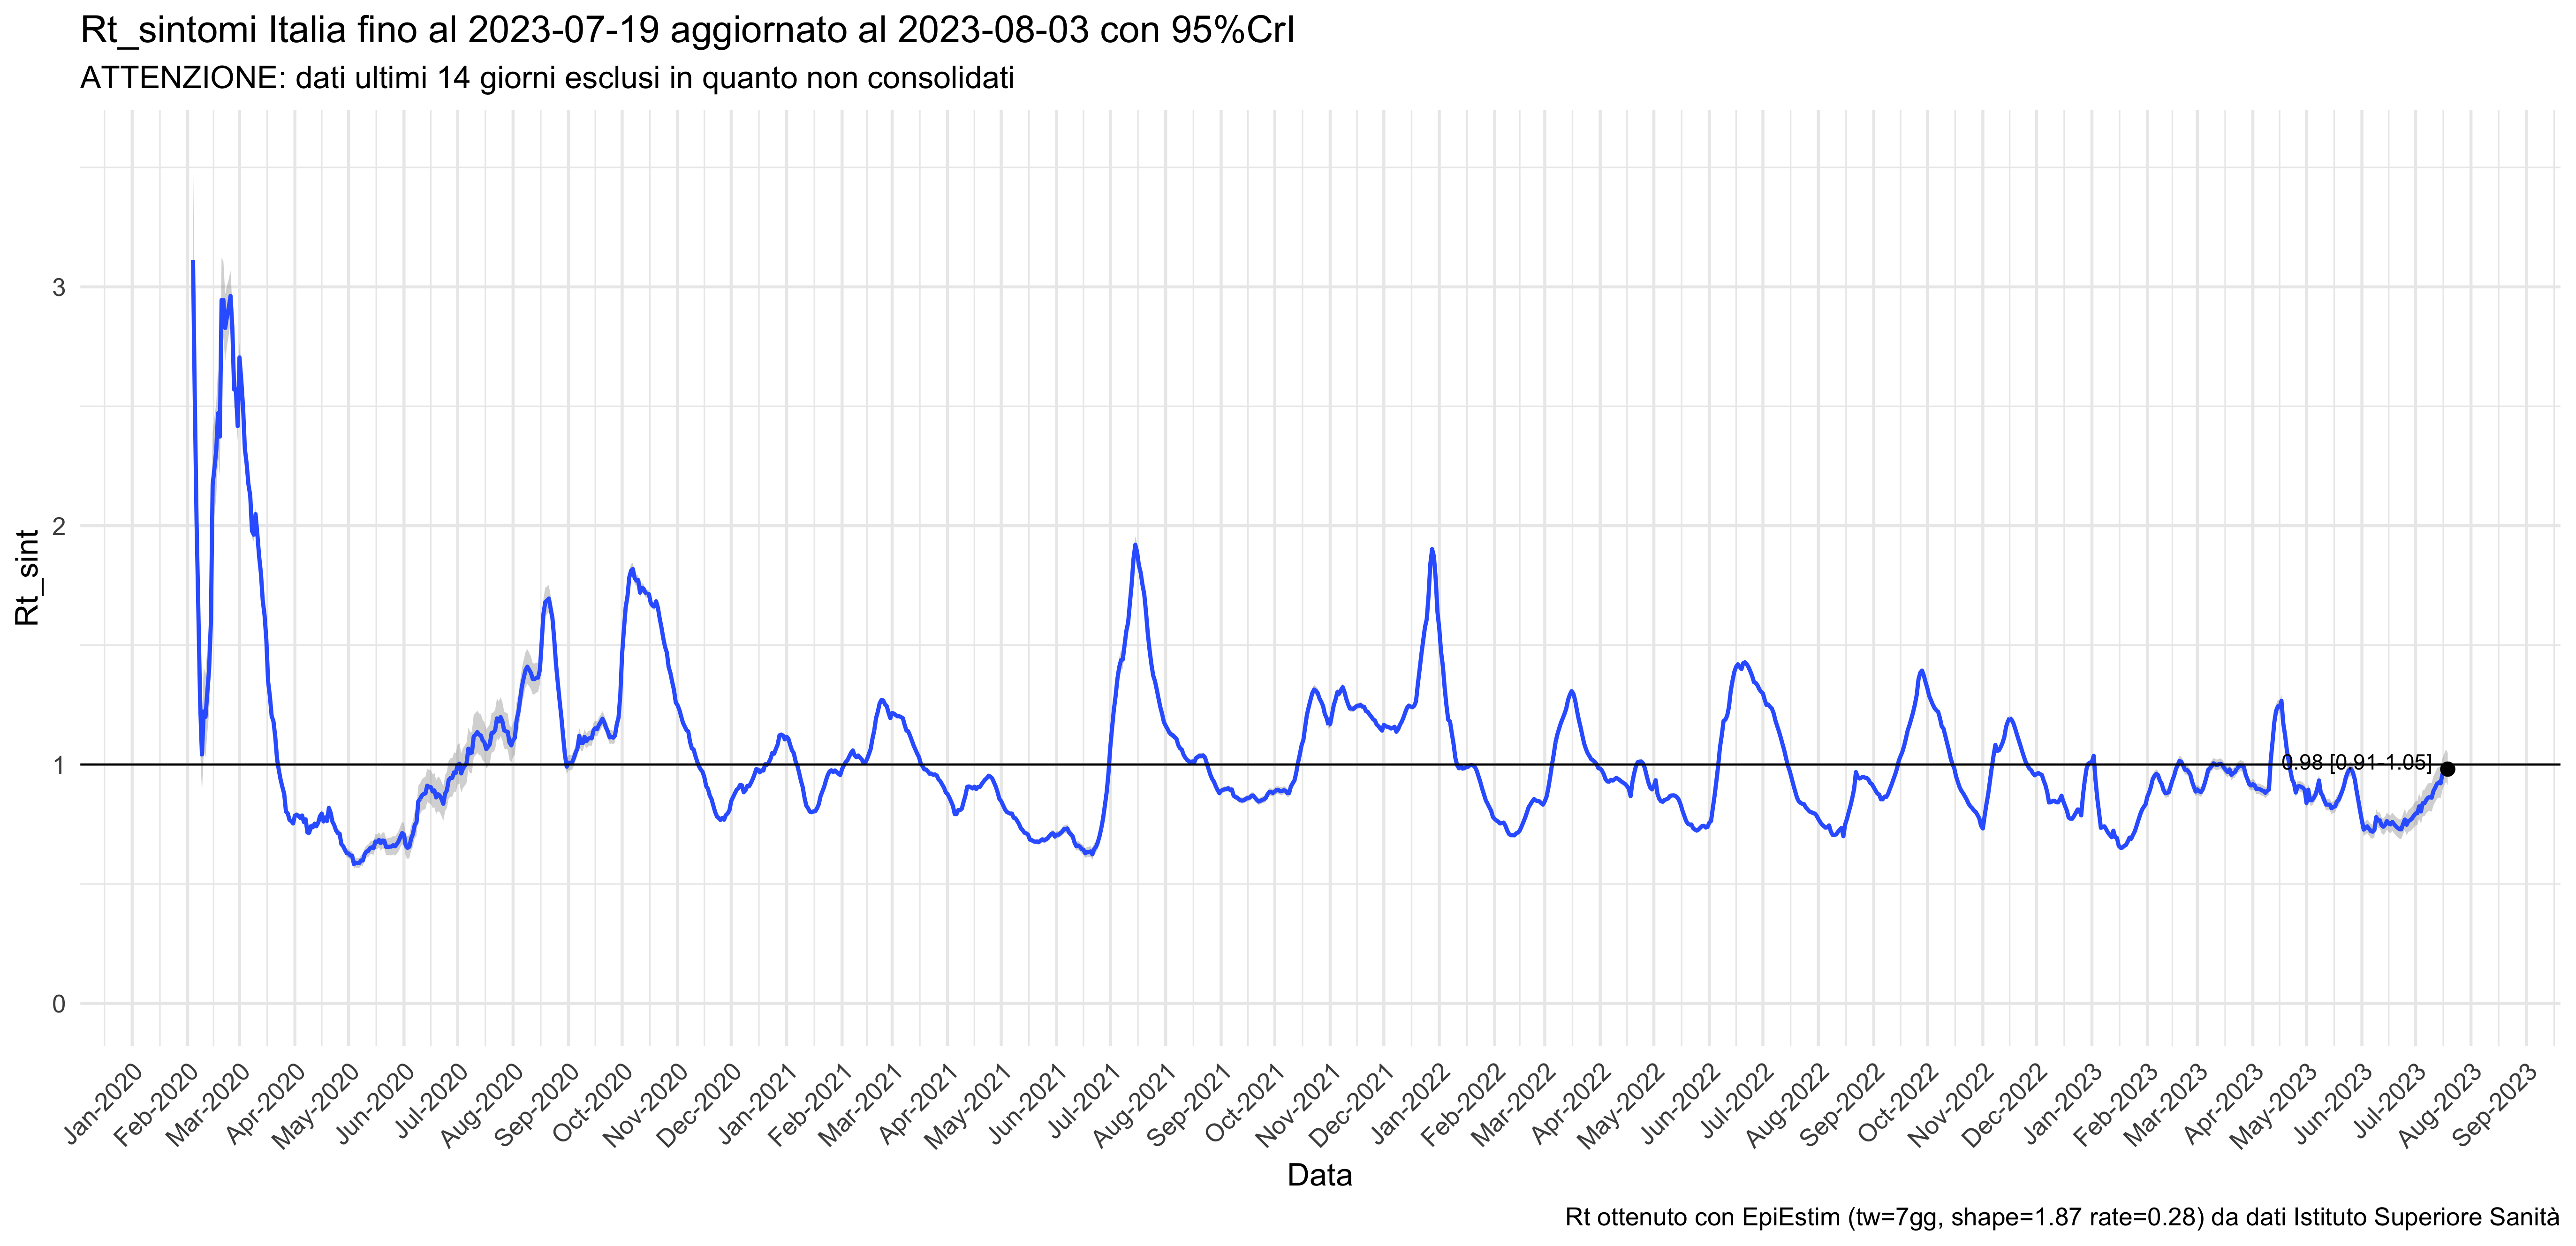 Rt_sintomi Italia fino al 2023-07-19 aggiornato al 2023-08-03 con 95%CrI
ATTENZIONE: dati ultimi 14 giorni esclusi in quanto non consolidati
Rt_sint
3
2
1
0
0.98 [0.91-1.05]
Jan-2020
Feb-2020
Mar-2020
Apr-2020
May-2020
Jun-2020
Jul-2020
Aug-2020
Sep-2020
Oct-2020
Nov-2020
Dec-2020
Jan-2021
Feb-2021
Mar-2021
Apr-2021
May-2021
Jun-2021
Jul-2021
Aug-2021
Sep-2021
Oct-2021
Nov-2021
Dec-2021
Jan-2022
Feb-2022
Mar-2022
Apr-2022
May-2022
Jun-2022
Jul-2022
Aug-2022
Sep-2022
Oct-2022
Nov-2022
Dec-2022
Jan-2023
Feb-2023
Mar-2023
Apr-2023
May-2023
Jun-2023
Jul-2023
Aug-2023
Sep-2023
Data
Rt ottenuto con EpiEstim (tw=7gg, shape=1.87 rate=0.28) da dati Istituto Superiore Sanità